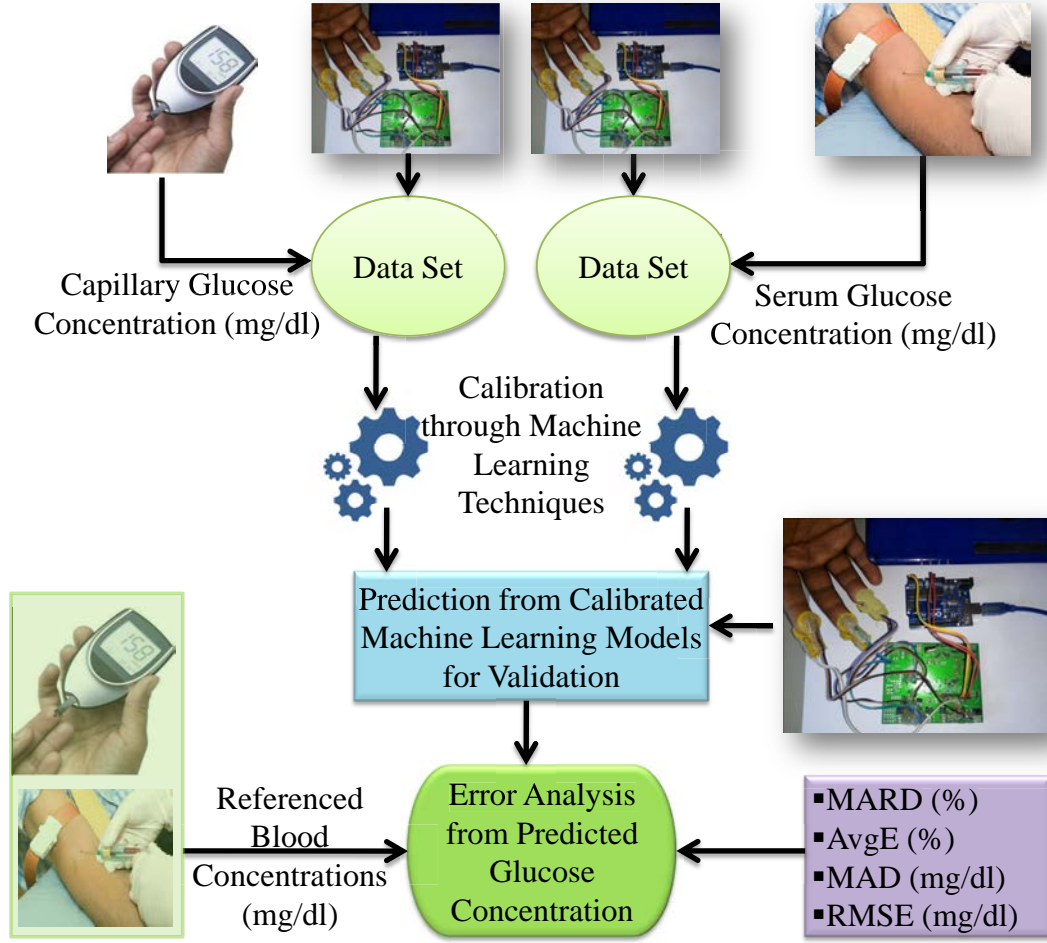 158
Data Set
Data Set
Capillary Glucose
Concentration (mg/dl)
Serum Glucose
Concentration (mg/dl)
Calibration
through Machine
Learning
Techniques
Prediction from Calibrated
Machine Learning Models
for Validation
158
Referenced
Blood
Concentrations
(mg/dl)
Error Analysis
from Predicted
Glucose
Concentration
▪MARD (%)
▪AvgE (%)
▪MAD (mg/dl)
▪RMSE (mg/dl)